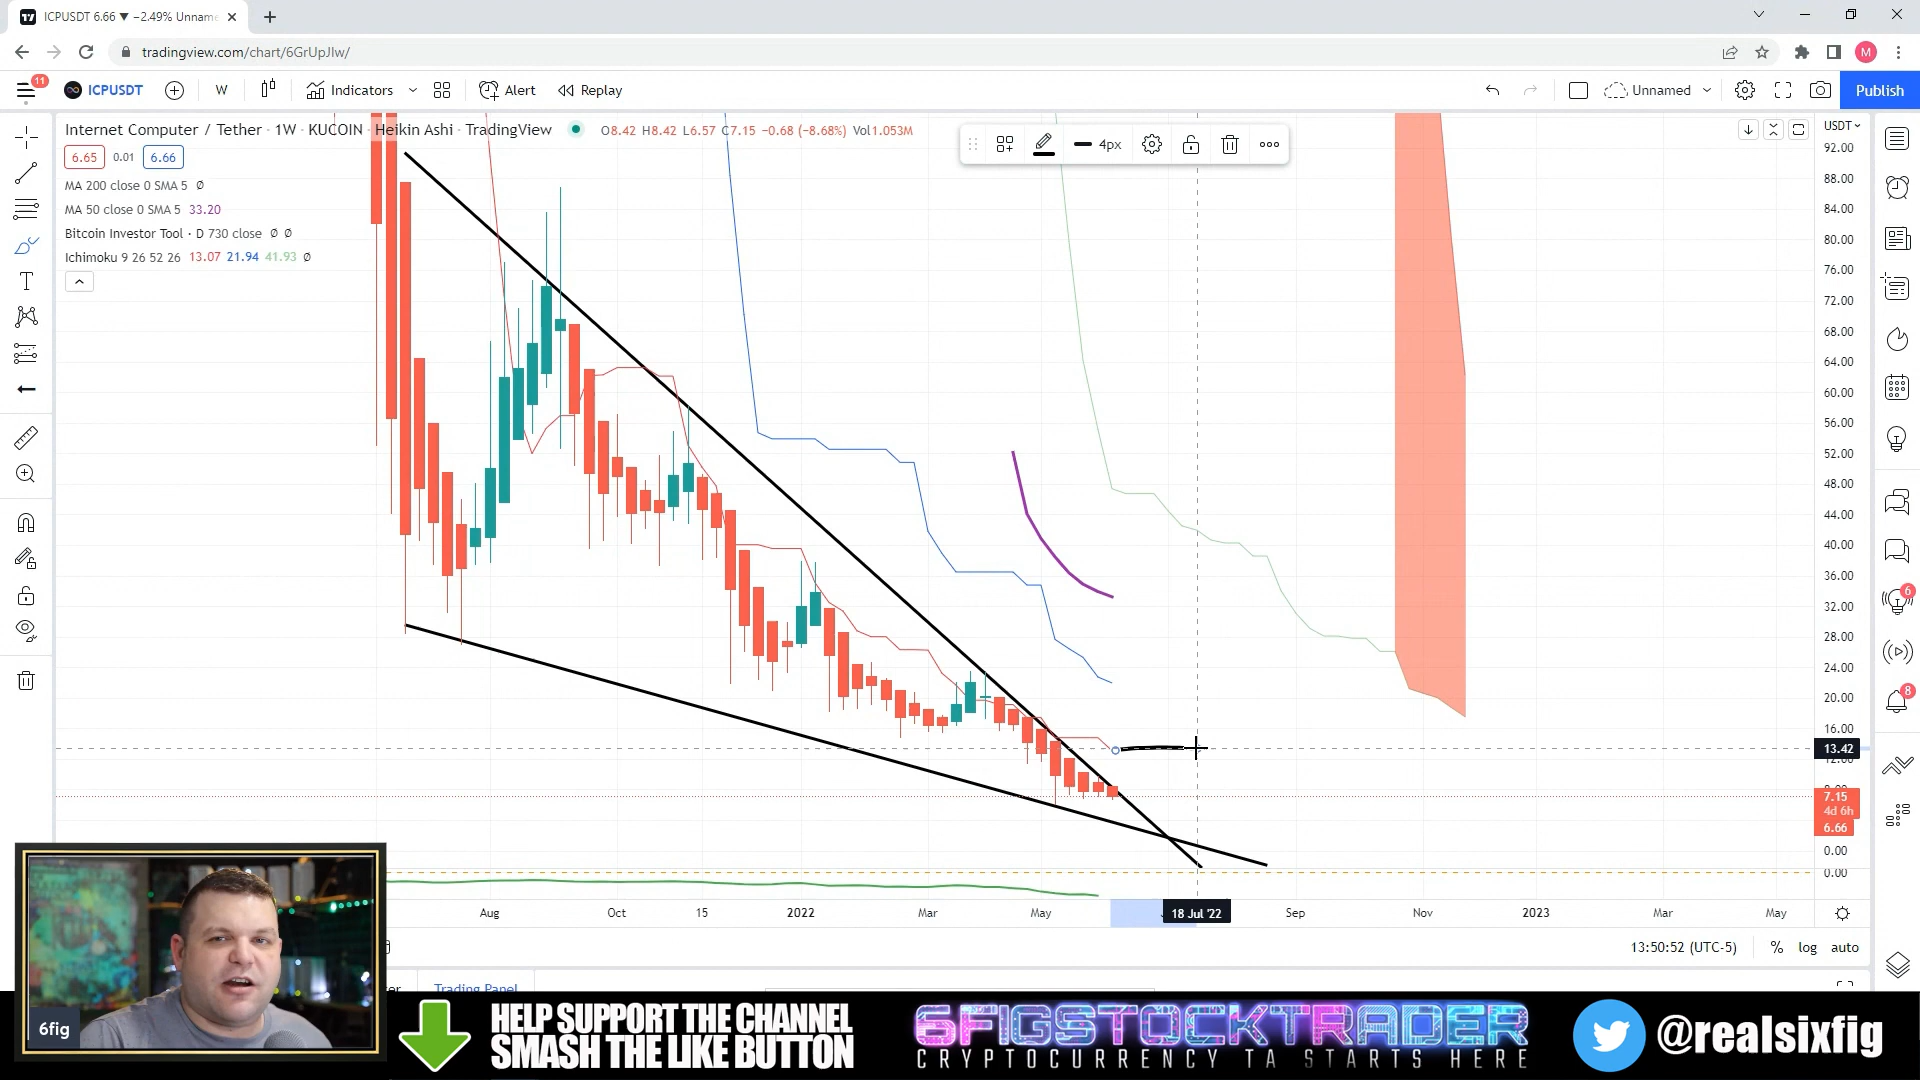 ICPUSDT 6.66 ▼ −2.49% Unname
tradingview.com/chart/6GrUpJIw/
M
11
ICPUSDT
W
Indicators
Alert
Replay
Unnamed
Publish
Internet Computer / Tether · 1W · KUCOIN · Heikin Ashi · TradingView
O8.42 H8.42 L6.57 C7.15 −0.68 (−8.68%) Vol1.053M
6.65 0.01 6.66
MA 200 close 0 SMA 5 Ø
MA 50 close 0 SMA 5 33.20
Bitcoin Investor Tool · D 730 close Ø Ø
Ichimoku 9 26 52 26 13.07 21.94 41.93 Ø
4px
USDT
92.00
88.00
84.00
80.00
76.00
72.00
68.00
64.00
60.00
56.00
52.00
48.00
44.00
40.00
36.00
32.00
28.00
24.00
20.00
16.00
13.42
12.00
7.15
4d 6h
6.66
0.00
0.00
6
8
Aug
Oct
15
2022
Mar
May
18 Jul '22
Sep
Nov
2023
Mar
May
13:50:52 (UTC-5)
%
log
auto
Trading Panel
6fig
HELP SUPPORT THE CHANNEL
SMASH THE LIKE BUTTON
6FIGSTOCKTRADER
CRYPTOCURRENCY TA STARTS HERE
@realsixfig